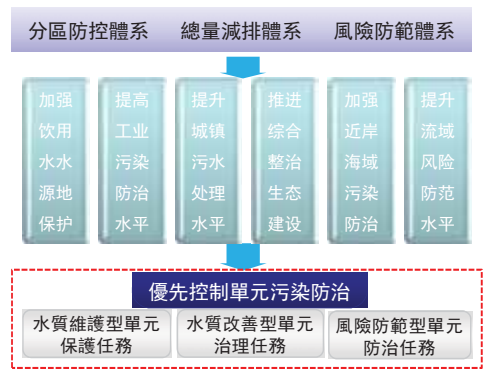 分區防控體系 總量減排體系 風險防範體系
加强
饮用
水水
源地
保护
提高
工业
污染
防治
水平
提升
城镇
污水
处理
水平
推进
综合
整治
生态
建设
加强
近岸
海域
污染
防治
提升
流域
风险
防范
水平
優先控制單元污染防治
水質維護型單元
保護任務
水質改善型單元
治理任務
風險防範型單元
防治任務